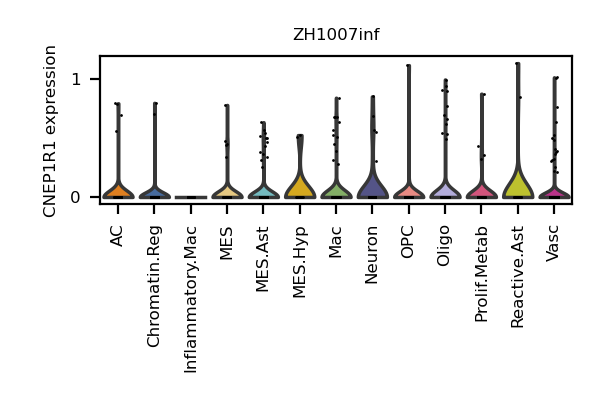 ZH1007inf
CNEP1R1 expression
1
0
AC
Chromatin.Reg
Inflammatory.Mac
MES
MES.Ast
MES.Hyp
Mac
Neuron
OPC
Oligo
Prolif.Metab
Reactive.Ast
Vasc